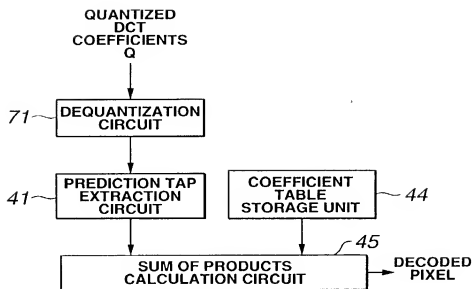 QUANTIZED
DCT
COEFFICIENTS
Q
71
DEQUANTIZATION
CIRCUIT
41
PREDICTION TAP
EXTRACTION
CIRCUIT
COEFFICIENT
TABLE
STORAGE UNIT
44
45
SUM OF PRODUCTS
CALCULATION CIRCUIT
DECODED
PIXEL